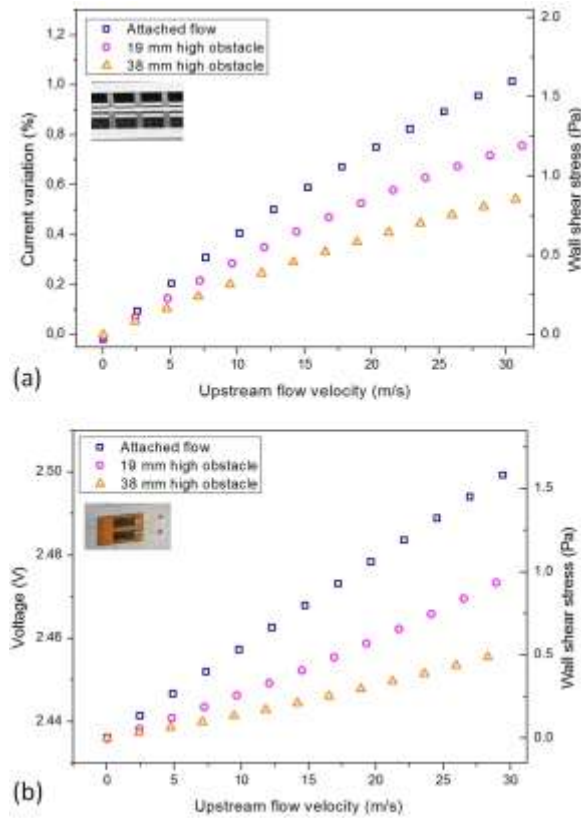 Attached flow
19 mm high obstacle
38 mm high obstacle
Current variation (%)
1,2
1,0
0,8
0,6
0,4
0,2
0,0
Wall shear stress (Pa)
2.0
1.5
1.0
0.5
0.0
0 5 10 15 20 25 30
Upstream flow velocity (m/s)
(a)
Attached flow
19 mm high obstacle
38 mm high obstacle
Voltage (V)
2.50
2.48
2.46
2.44
Wall shear stress (Pa)
1.5
1.0
0.5
0.0
0 5 10 15 20 25 30
Upstream flow velocity (m/s)
(b)